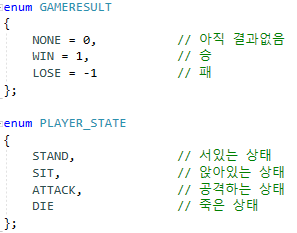 enum GAMERESULT
{
NONE = 0, // 아직 결과없음
WIN = 1, // 승
LOSE = -1 // 패
};
enum PLAYER_STATE
{
STAND, // 서있는 상태
SIT, // 앉아있는 상태
ATTACK, // 공격하는 상태
DIE // 죽은 상태
};